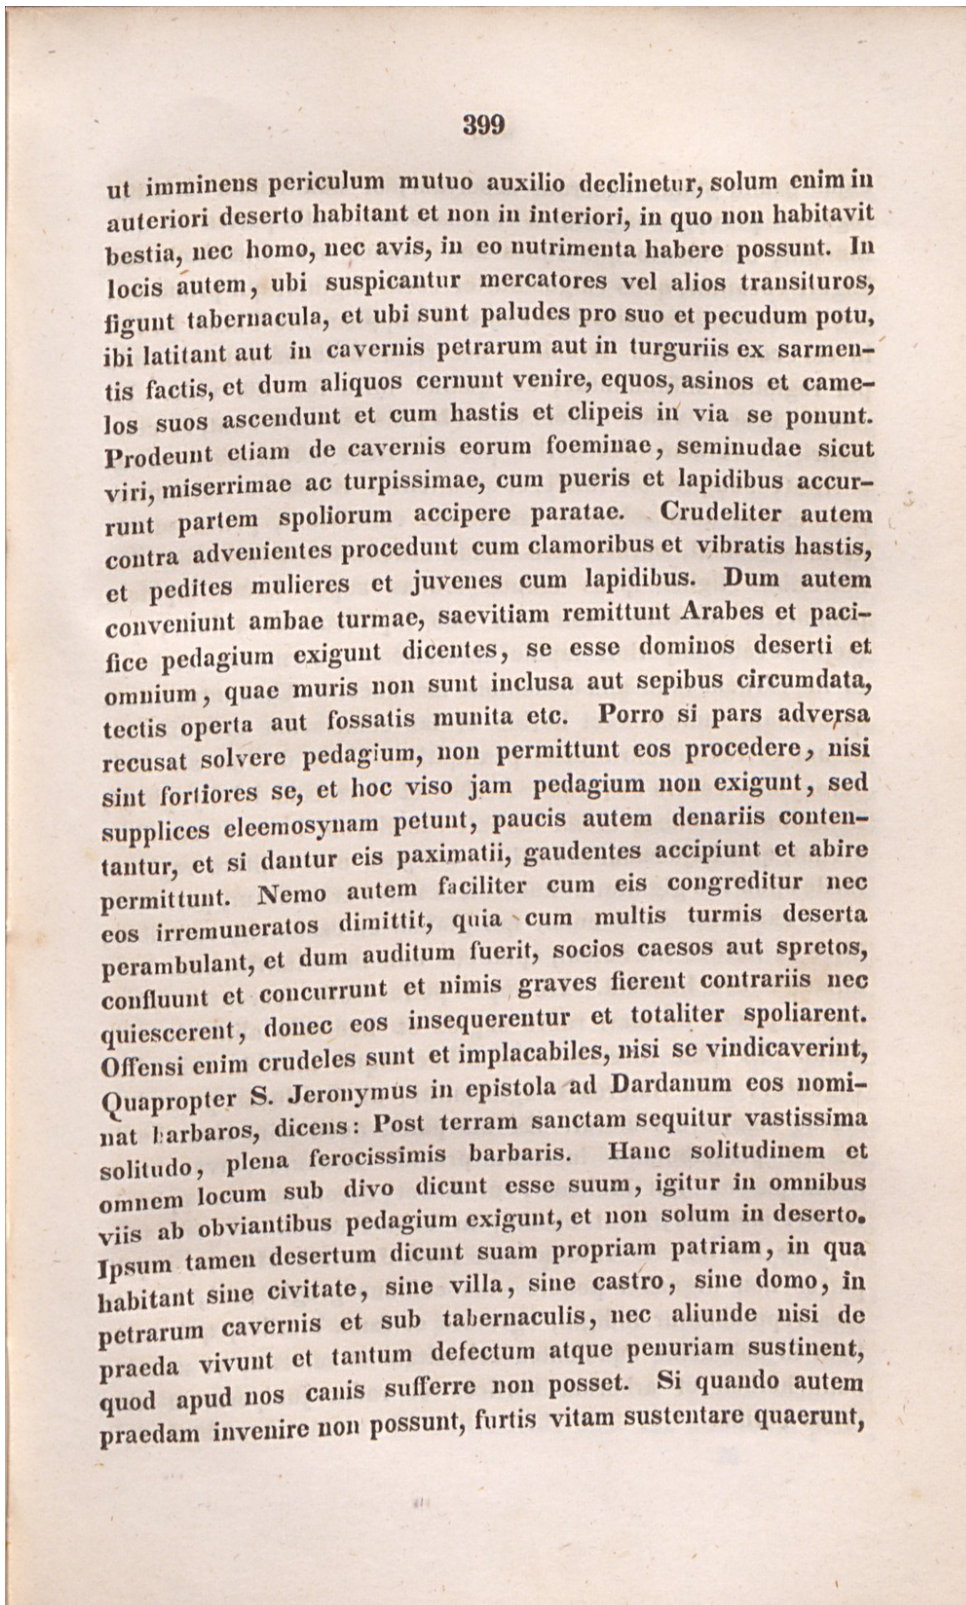 399
ut imminens periculum mutuo auxilio declinetur, solum enim in
auteriori deserto habitant et non in interiori, in quo non habitavit
bestia, nec homo, nec avis, in eo nutrimenta habere possunt. In
locis autem, ubi suspicantur mercatores vel alios transituros,
figunt tabernacula, et ubi sunt paludes pro suo et pecudum potu,
ibi latitant aut in cavernis petrarum aut in turguriis ex sarmen-
tis factis, et dum aliquos cernunt venire, equos, asinos et came-
los suos ascendunt et cum hastis et clipeis in via se ponunt.
Prodeunt etiam de cavernis eorum foeminae, seminudae sicut
viri, miserrimae ac turpissimae, cum pueris et lapidibus accur-
runt partem spoliorum accipere paratae. Crudeliter autem
contra advenientes procedunt cum clamoribus et vibratis hastis,
et pedites mulieres et juvenes cum lapidibus. Dum autem
conveniunt ambae turmae, saevitiam remittunt Arabes et paci-
fice pedagium exigunt dicentes, se esse dominos deserti et
omnium, quae muris non sunt inclusa aut sepibus circumdata,
tectis operta aut fossatis munita etc. Porro si pars adversa
recusat solvere pedagium, non permittunt eos procedere, nisi
sint fortiores se, et hoc viso jam pedagium non exigunt, sed
supplices eleemosynam petunt, paucis autem denariis conten-
tantur, et si dantur eis paximatii, gaudentes accipiunt et abire
permittunt. Nemo autem faciliter cum eis congreditur nec
eos irremuneratos dimittit, quia cum multis turmis deserta
perambulant, et dum auditum fuerit, socios caesos aut spretos,
confluunt et concurrunt et nimis graves fierent contrariis nec
quiescerent, donec eos insequerentur et totaliter spoliarent.
Offensi enim crudeles sunt et implacabiles, nisi se vindicaverint,
Quapropter S. Jeronymus in epistola ad Dardanum eos nomi-
nat barbaros, dicens: Post terram sanctam sequitur vastissima
solitudo, plena ferocissimis barbaris. Hanc solitudinem et
omnem locum sub divo dicunt esse suum, igitur in omnibus
viis ab obviantibus pedagium exigunt, et non solum in deserto.
Ipsum tamen desertum dicunt suam propriam patriam, in qua
habitant sine civitate, sine villa, sine castro, sine domo, in
petrarum cavernis et sub tabernaculis, nec aliunde nisi de
praeda vivunt et tantum defectum atque penuriam sustinent,
quod apud nos canis sufferre non posset. Si quando autem
praedam invenire non possunt, furtis vitam sustentare quaerunt,